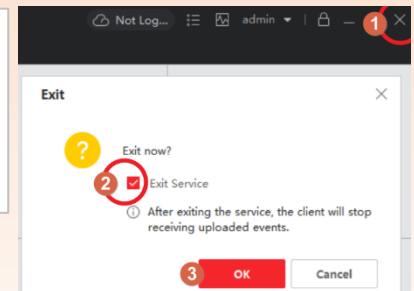 Not Log... admin 1
Exit
? Exit now?
2 Exit Service
After exiting the service, the client will stop
receiving uploaded events.
3 OK Cancel